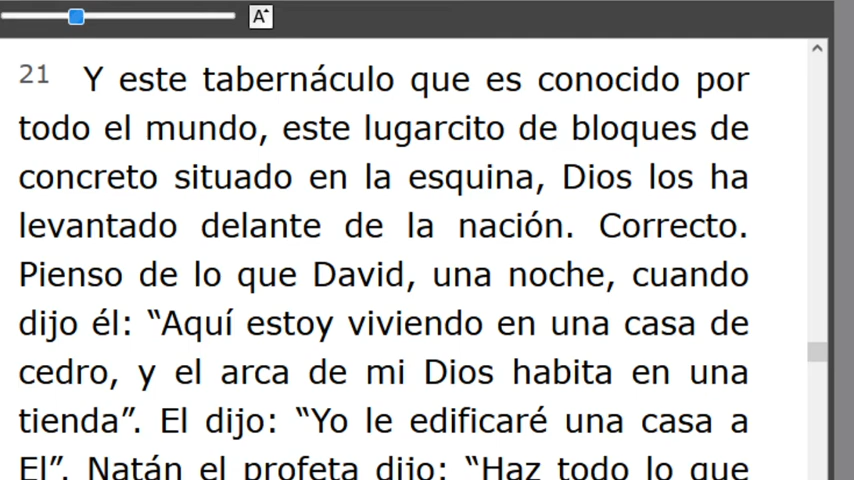 A
21 Y este tabernáculo que es conocido por
todo el mundo, este lugarcito de bloques de
concreto situado en la esquina, Dios los ha
levantado delante de la nación. Correcto.
Pienso de lo que David, una noche, cuando
dijo él: “Aquí estoy viviendo en una casa de
cedro, y el arca de mi Dios habita en una
tienda”. El dijo: “Yo le edificaré una casa a
El”. Natán el profeta dijo: “Haz todo lo que